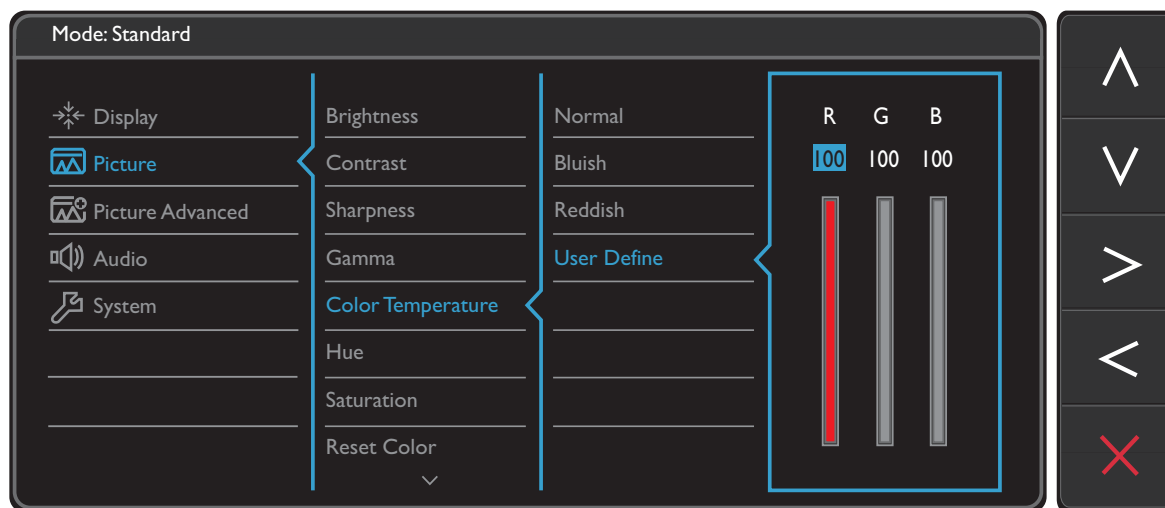 Mode: Standard
Display
Picture
Picture Advanced
Audio
System
Brightness
Contrast
Sharpness
Gamma
Color Temperature
Hue
Saturation
Reset Color
Normal
Bluish
Reddish
User Define
R G B
100 100 100